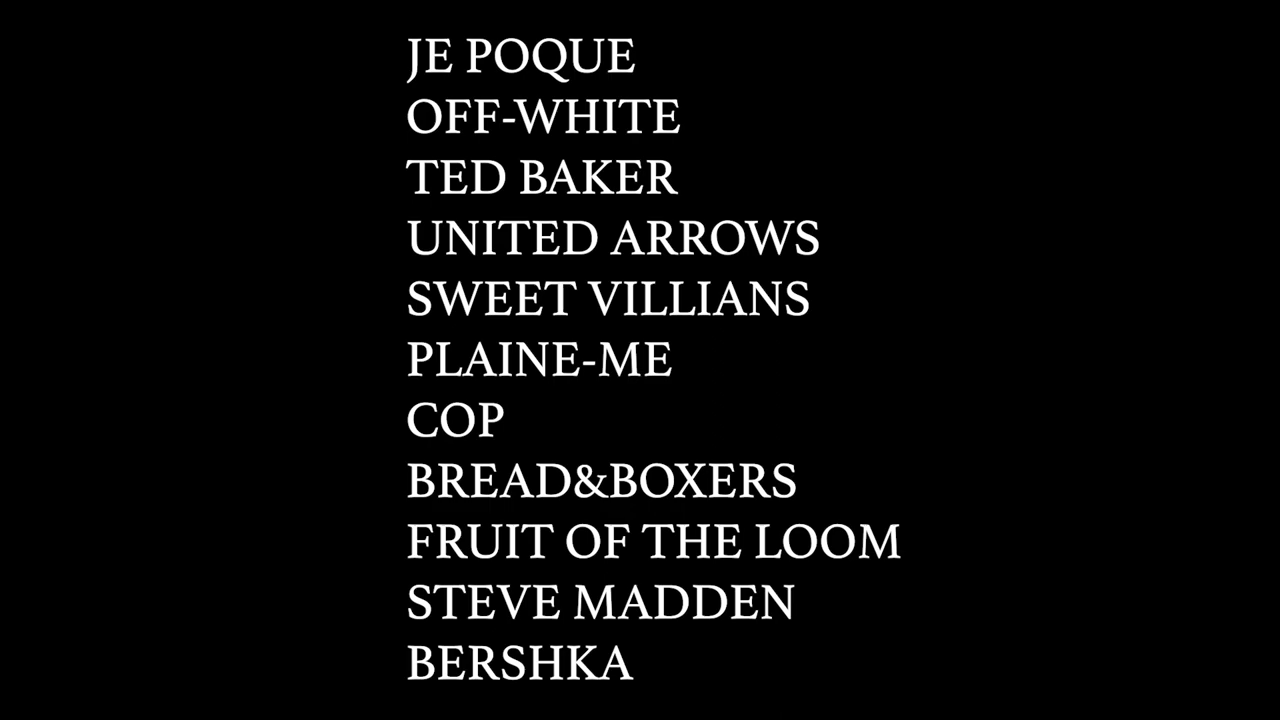 JE POQUE
OFF-WHITE
TED BAKER
UNITED ARROWS
SWEET VILLIANS
PLAINE-ME
COP
BREAD&BOXERS
FRUIT OF THE LOOM
STEVE MADDEN
BERSHKA